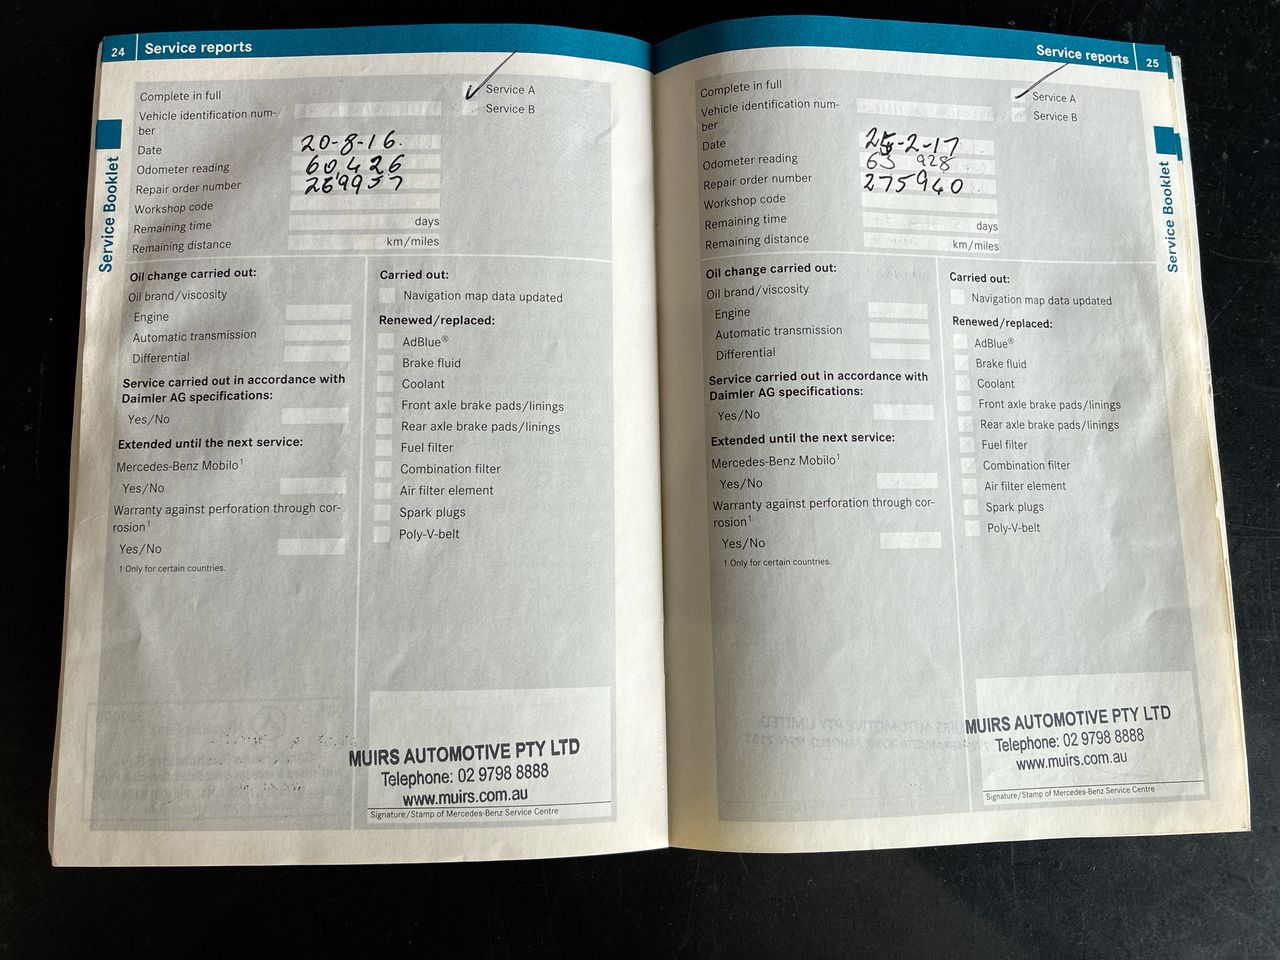 24 Service reports
Complete in full
Service A
Service B
Vehicle identification num-
ber
Date 20-8-16.
Odometer reading 60,426
Repair order number 269957
Workshop code
Remaining time days
Remaining distance km/miles
Oil change carried out:
Oil brand/viscosity
Engine
Automatic transmission
Differential
Service carried out in accordance with
Daimler AG specifications:
Yes/No
Extended until the next service:
Mercedes-Benz Mobilo¹
Yes/No
Warranty against perforation through cor-
rosion¹
Yes/No
1 Only for certain countries.
Carried out:
Navigation map data updated
Renewed/replaced:
AdBlue®
Brake fluid
Coolant
Front axle brake pads/linings
Rear axle brake pads/linings
Fuel filter
Combination filter
Air filter element
Spark plugs
Poly-V-belt
MUIRS AUTOMOTIVE PTY LTD
Telephone: 02 9798 8888
www.muirs.com.au
Signature/Stamp of Mercedes-Benz Service Centre
Service Booklet
Service reports 25
Complete in full
Service A
Service B
Vehicle identification num-
ber
Date -2-17
Odometer reading 63 928
Repair order number 275940
Workshop code
Remaining time days
Remaining distance km/miles
Oil change carried out:
Oil brand/viscosity
Engine
Automatic transmission
Differential
Service carried out in accordance with
Daimler AG specifications:
Yes/No
Extended until the next service:
Mercedes-Benz Mobilo¹
Yes/No
Warranty against perforation through cor-
rosion¹
Yes/No
1 Only for certain countries.
Carried out:
Navigation map data updated
Renewed/replaced:
AdBlue®
Brake fluid
Coolant
Front axle brake pads/linings
Rear axle brake pads/linings
Fuel filter
Combination filter
Air filter element
Spark plugs
Poly-V-belt
MUIRS AUTOMOTIVE PTY LTD
Telephone: 02 9798 8888
www.muirs.com.au
Signature/Stamp of Mercedes-Benz Service Centre
Service Booklet